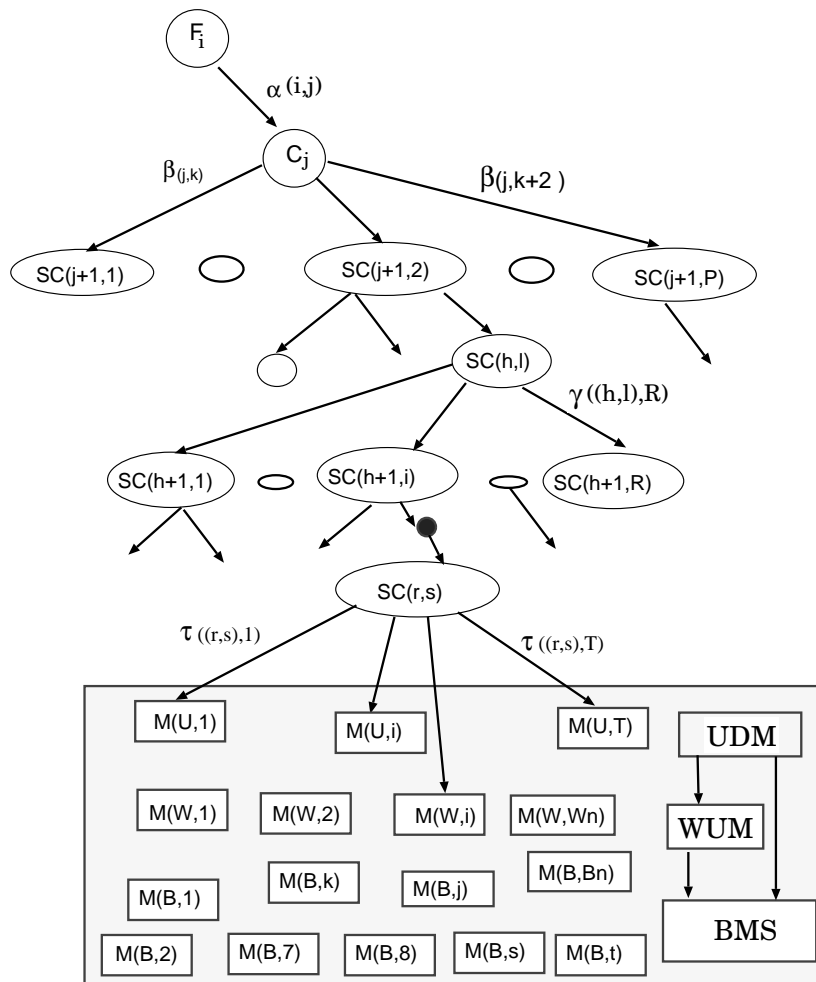 F_i
α (i,j)
C_j
β(j,k)
β(j,k+2 )
SC(j+1,1)
SC(j+1,2)
SC(j+1,P)
SC(h,l)
γ((h,l),R)
SC(h+1,1)
SC(h+1,i)
SC(h+1,R)
SC(r,s)
τ ((r,s),1)
τ ((r,s),T)
M(U,1)
M(U,i)
M(U,T)
UDM
M(W,1)
M(W,2)
M(W,i)
M(W,Wn)
WUM
M(B,1)
M(B,k)
M(B,j)
M(B,Bn)
BMS
M(B,2)
M(B,7)
M(B,8)
M(B,s)
M(B,t)